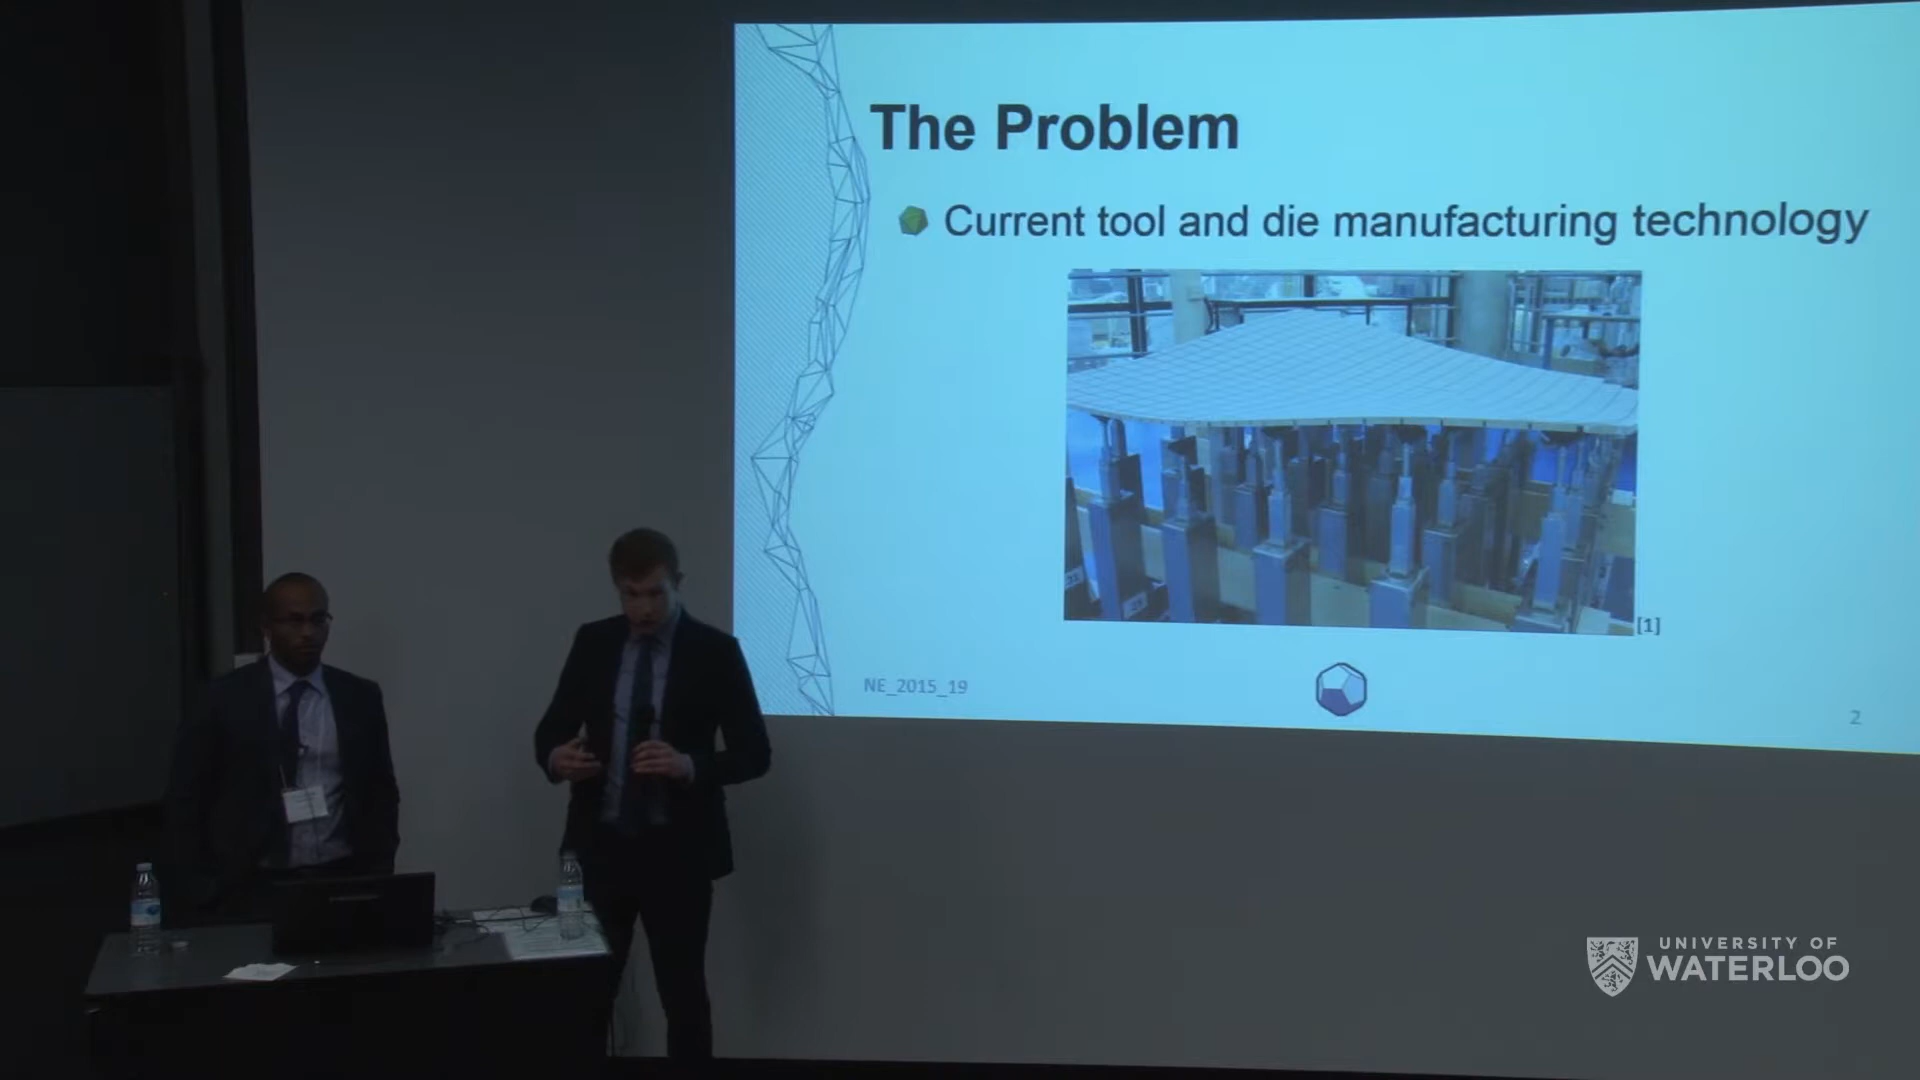 The Problem
Current tool and die manufacturing technology
[1]
NE_2015_19
2
UNIVERSITY OF
WATERLOO